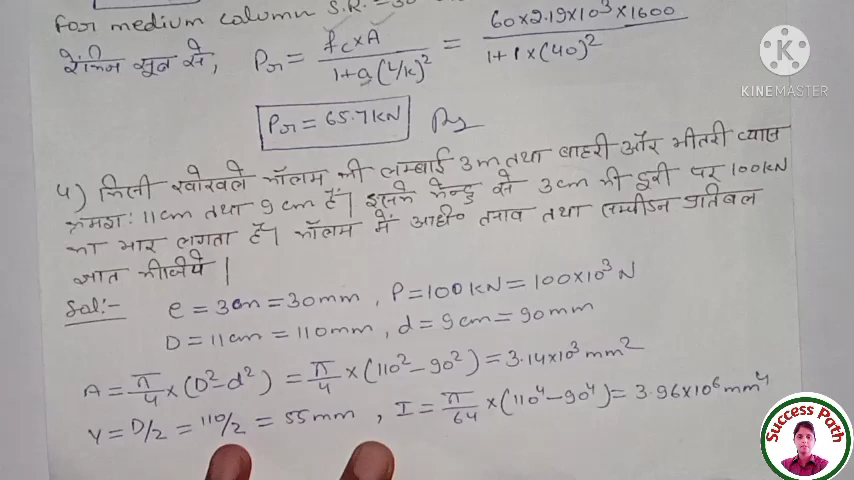 For medium column S.R. = 30
रैंकिन सूत्र से, Pcr = fc×A / 1+a(L/K)² = 60×2.19×10³×1600 / 1+1×(40)²
Pcr = 65.7KN Ans
4) किसी खोखले कॉलम की लम्बाई 3m तथा बाहरी और भीतरी व्यास
क्रमशः 11cm तथा 9cm हैं। इसके केन्द्र से 3cm की दूरी पर 100KN
का भार लगता है। कॉलम में अधि० तनाव तथा सम्पीडन प्रतिबल
ज्ञात कीजिये।
Sol:- e = 3cm = 30mm, P = 100KN = 100×10³ N
D = 11cm = 110mm, d = 9cm = 90mm
A = π/4 × (D²-d²) = π/4 × (110² - 90²) = 3.14×10³ mm²
Y = D/2 = 110/2 = 55mm, I = π/64 × (110⁴ - 90⁴) = 3.96×10⁶ mm⁴
KINEMASTER
Success Path